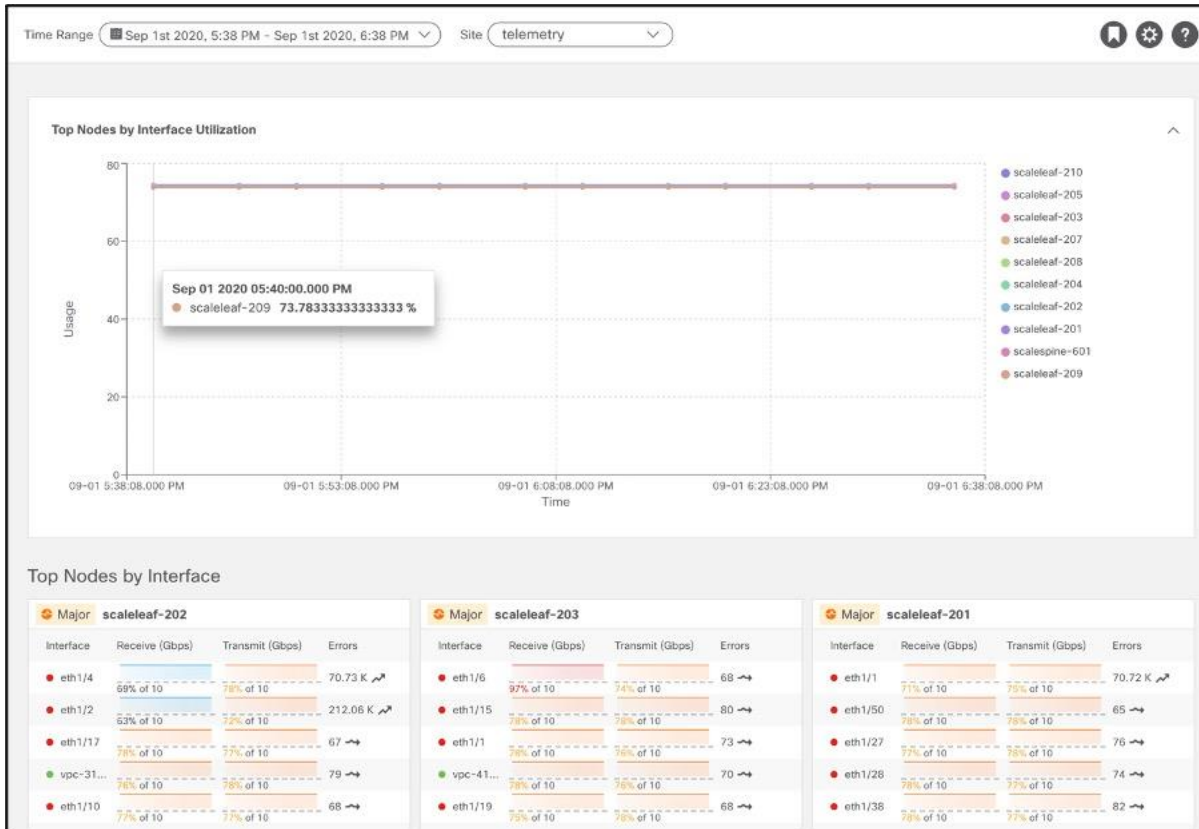 Time Range Sep 1st 2020, 5:38 PM - Sep 1st 2020, 6:38 PM Site telemetry ?
Top Nodes by Interface Utilization
80
60
40
20
0
Usage
Sep 01 2020 05:40:00.000 PM
scaleleaf-209 73.78333333333333 %
scaleleaf-210
scaleleaf-205
scaleleaf-203
scaleleaf-207
scaleleaf-208
scaleleaf-204
scaleleaf-202
scaleleaf-201
scalespine-601
scaleleaf-209
09-01 5:38:08.000 PM 09-01 5:53:08.000 PM 09-01 6:08:08.000 PM 09-01 6:23:08.000 PM 09-01 6:38:08.000 PM
Time
Top Nodes by Interface
Major scaleleaf-202
Interface Receive (Gbps) Transmit (Gbps) Errors
eth1/4 69% of 10 78% of 10 70.73 K
eth1/2 63% of 10 72% of 10 212.06 K
eth1/17 78% of 10 77% of 10 67
vpc-31... 76% of 10 78% of 10 79
eth1/10 77% of 10 77% of 10 68
Major scaleleaf-203
Interface Receive (Gbps) Transmit (Gbps) Errors
eth1/6 97% of 10 74% of 10 68
eth1/15 78% of 10 78% of 10 80
eth1/1 78% of 10 76% of 10 73
vpc-41... 78% of 10 76% of 10 70
eth1/19 75% of 10 78% of 10 68
Major scaleleaf-201
Interface Receive (Gbps) Transmit (Gbps) Errors
eth1/1 71% of 10 75% of 10 70.72 K
eth1/50 78% of 10 78% of 10 65
eth1/27 77% of 10 78% of 10 76
eth1/28 78% of 10 77% of 10 74
eth1/38 78% of 10 77% of 10 82